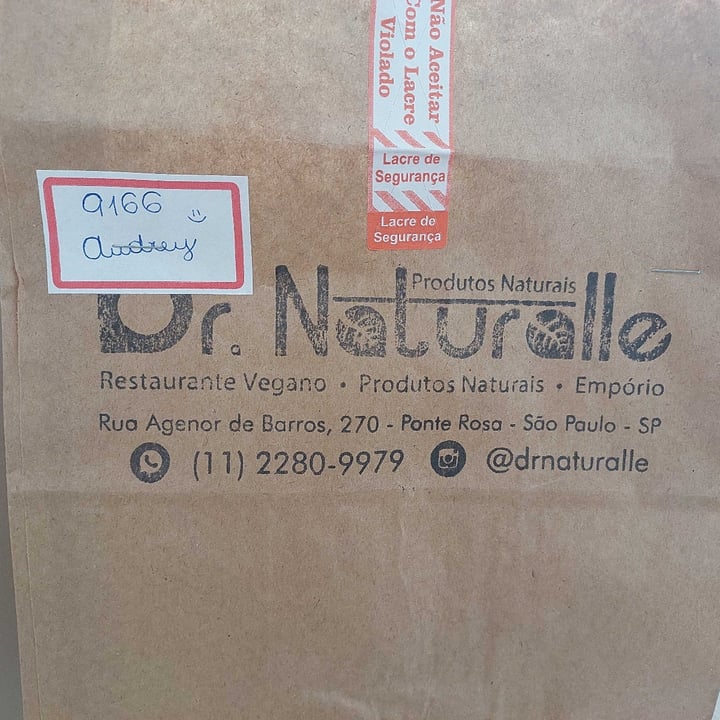 Não Aceitar
Com o Lacre
Violado
Lacre de
Segurança
Lacre de
Segurança
9166
Audrey
Produtos Naturais
Dr. Naturalle
Restaurante Vegano • Produtos Naturais • Empório
Rua Agenor de Barros, 270 - Ponte Rosa - São Paulo - SP
(11) 2280-9979 @drnaturalle